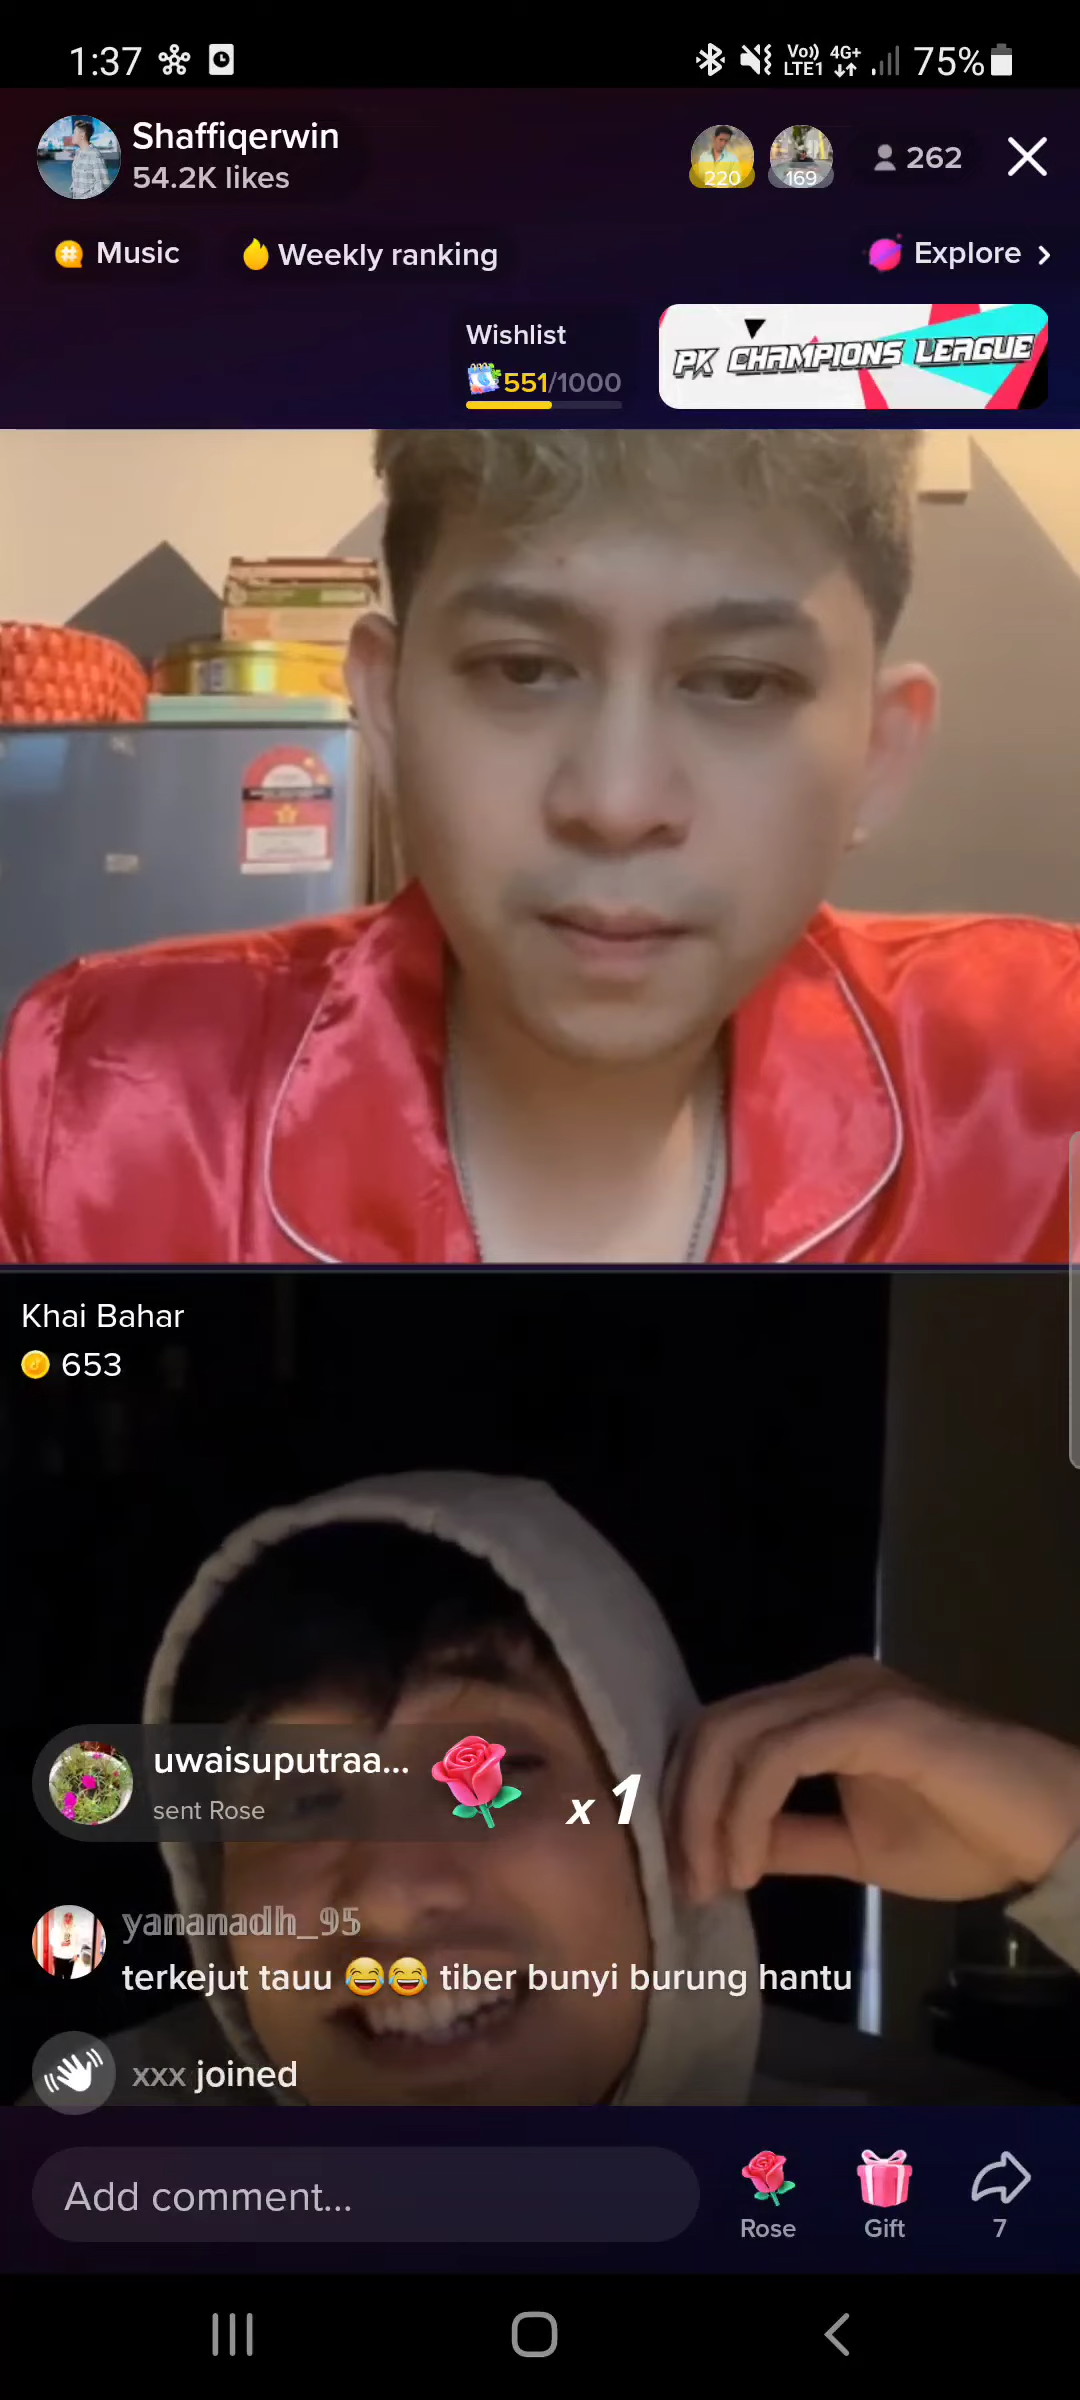 1:37
Vo)) LTE1 4G+ 75%
Shaffiqerwin
54.2K likes
220
169
262
Music
Weekly ranking
Explore
Wishlist
551/1000
PK CHAMPIONS LEAGUE
Khai Bahar
653
uwaisuputraa...
sent Rose
x 1
𝕪𝕒𝕟𝕒𝕟𝕒𝕕𝕙_𝟡𝟝
terkejut tauu 😂😂 tiber bunyi burung hantu
xxx joined
Add comment...
Rose
Gift
7